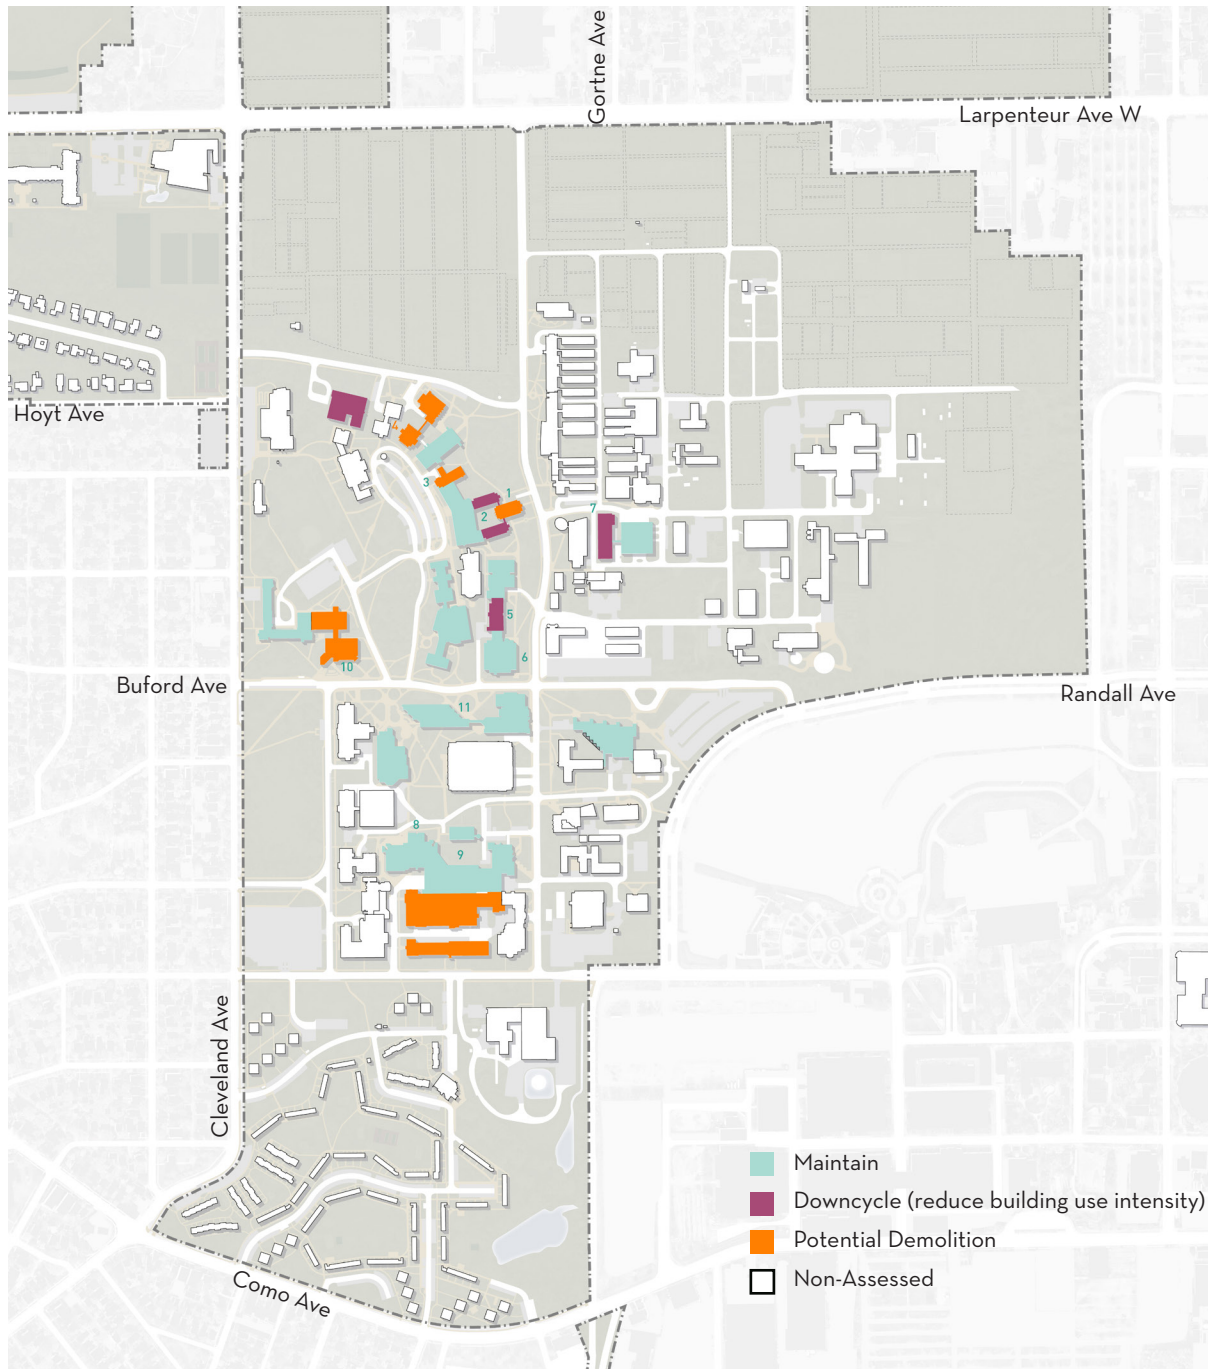 Gortne Ave
Larpenteur Ave W
Hoyt Ave
4
3
1
2
7
5
6
10
Buford Ave
Randall Ave
11
8
9
Cleveland Ave
Como Ave
Maintain
Downcycle (reduce building use intensity)
Potential Demolition
Non-Assessed